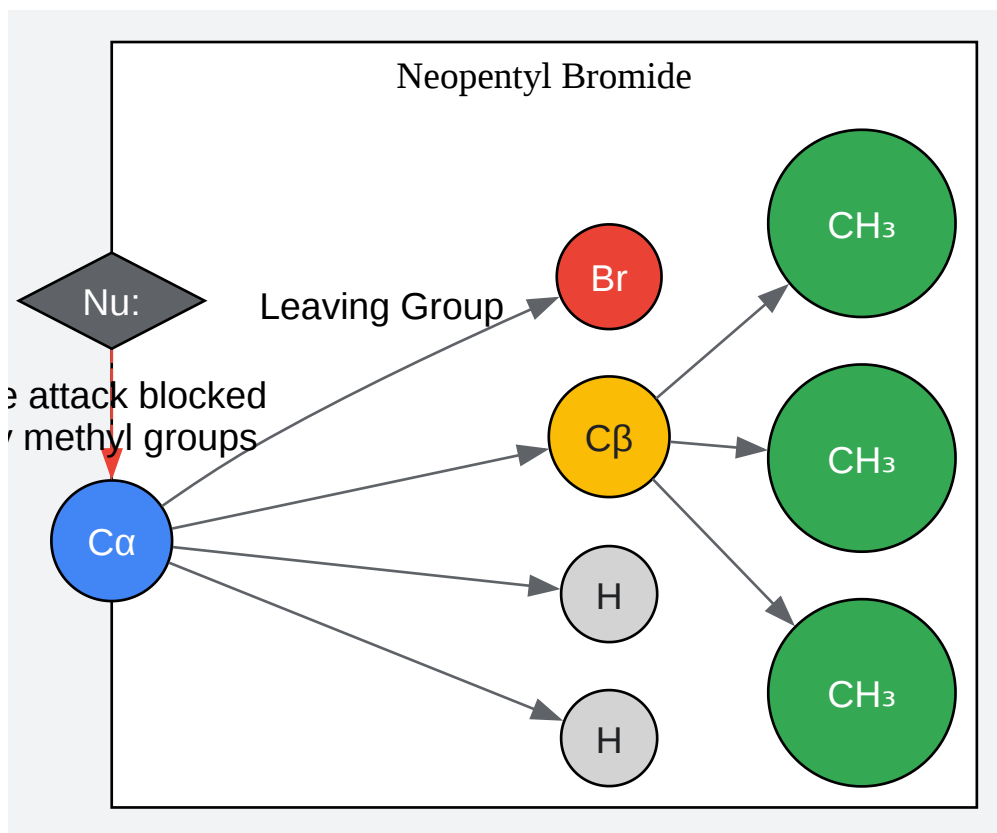 Neopentyl Bromide
CH₃
Br
Nu:
Leaving Group
attack blocked
methyl groups
Cβ
CH₃
Cα
H
CH₃
H